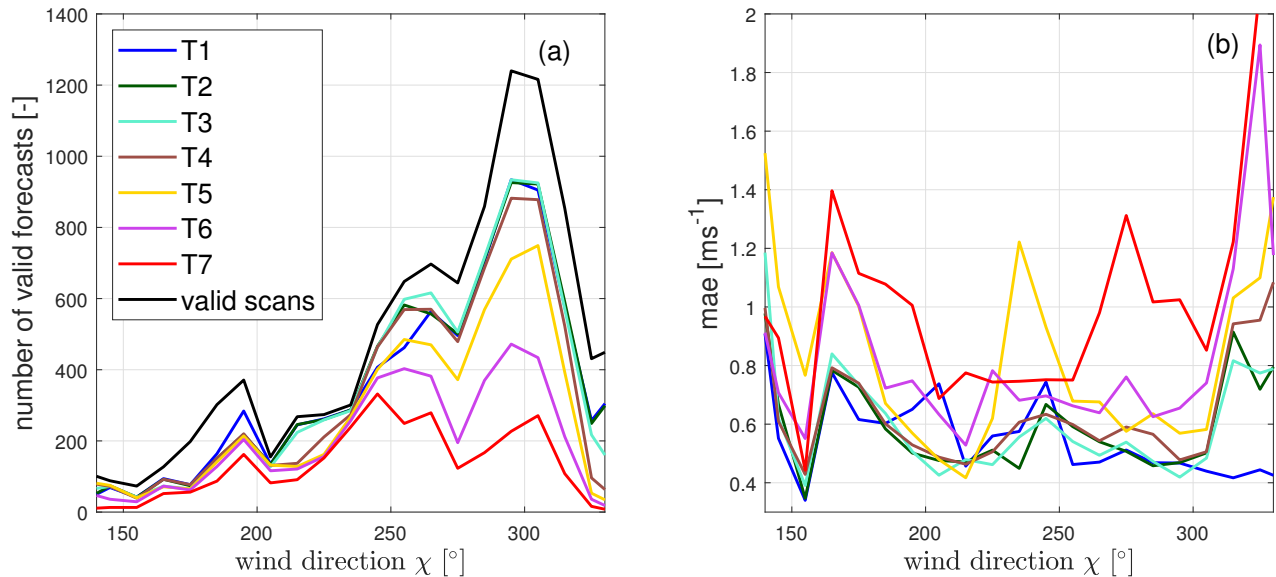 (a)
number of valid forecasts [-]
1400
1200
1000
800
600
400
200
0
T1
T2
T3
T4
T5
T6
T7
valid scans
150
200
250
300
wind direction χ [°]
(b)
mae [ms⁻¹]
2
1.8
1.6
1.4
1.2
1
0.8
0.6
0.4
150
200
250
300
wind direction χ [°]